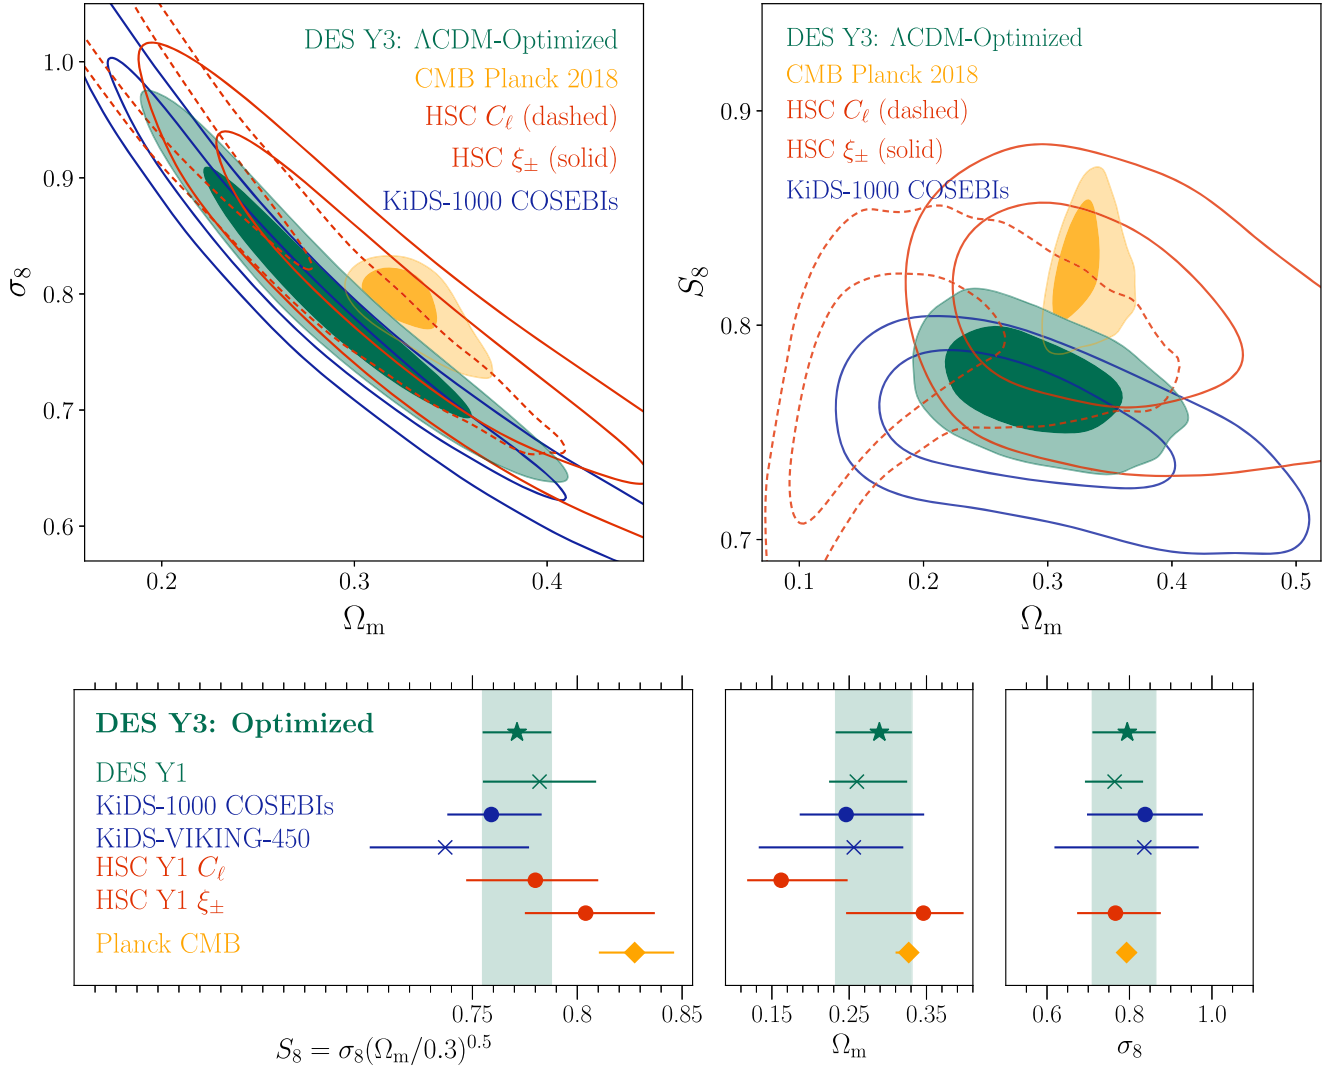 DES Y3: ΛCDM-Optimized
CMB Planck 2018
HSC Cℓ (dashed)
HSC ξ± (solid)
KiDS-1000 COSEBIs
1.0
0.9
0.8
0.7
0.6
σ8
0.2 0.3 0.4
Ωm
DES Y3: ΛCDM-Optimized
CMB Planck 2018
HSC Cℓ (dashed)
HSC ξ± (solid)
KiDS-1000 COSEBIs
0.9
0.8
0.7
S8
0.1 0.2 0.3 0.4 0.5
Ωm
DES Y3: Optimized
DES Y1
KiDS-1000 COSEBIs
KiDS-VIKING-450
HSC Y1 Cℓ
HSC Y1 ξ±
Planck CMB
0.75 0.8 0.85
S8 = σ8(Ωm/0.3)^0.5
0.15 0.25 0.35
Ωm
0.6 0.8 1.0
σ8